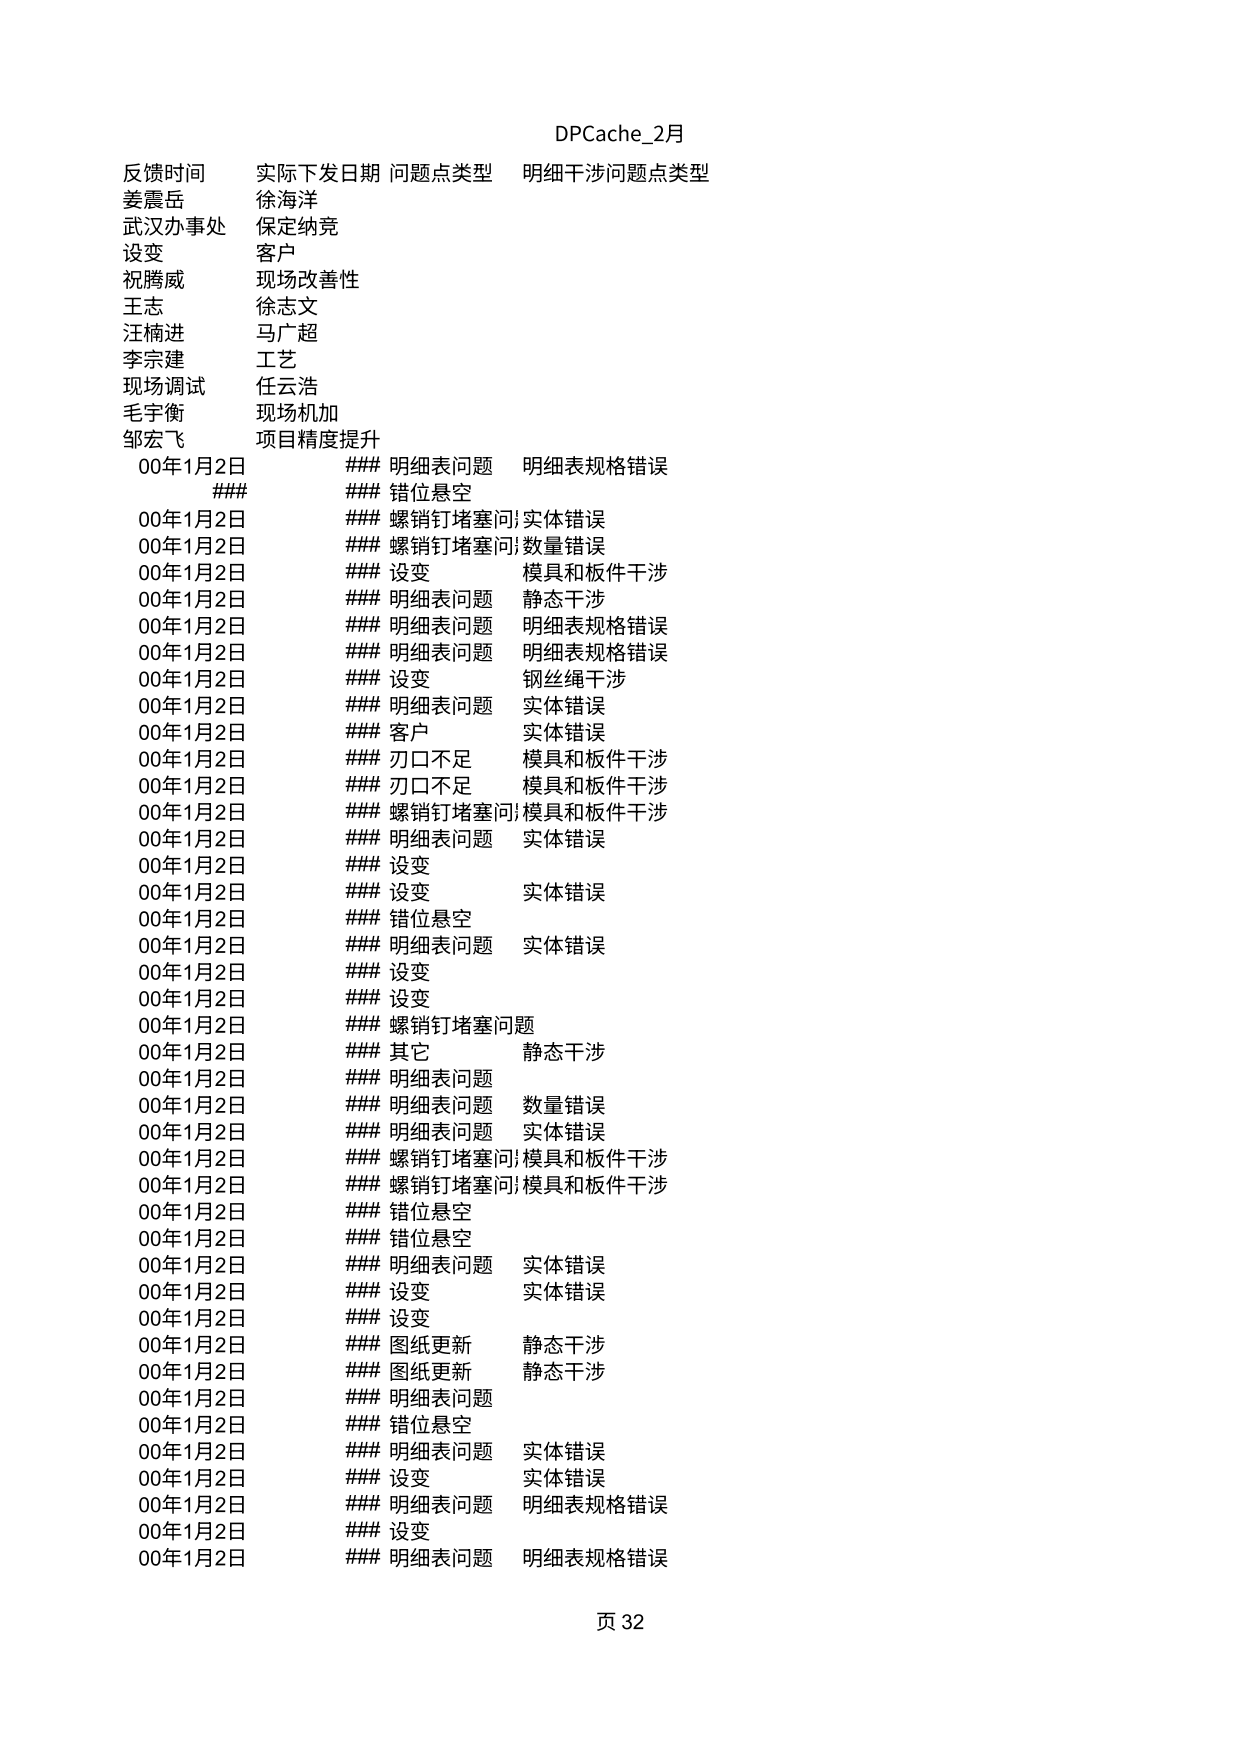 DPCache_2月
反馈时间 实际下发日期 问题点类型 明细干涉问题点类型
姜震岳 徐海洋
武汉办事处 保定纳竞
设变 客户
祝腾威 现场改善性
王志 徐志文
汪楠进 马广超
李宗建 工艺
现场调试 任云浩
毛宇衡 现场机加
邹宏飞 项目精度提升
00年1月2日 ### 明细表问题 明细表规格错误
### ### 错位悬空
00年1月2日 ### 螺销钉堵塞问 实体错误
00年1月2日 ### 螺销钉堵塞问 数量错误
00年1月2日 ### 设变 模具和板件干涉
00年1月2日 ### 明细表问题 静态干涉
00年1月2日 ### 明细表问题 明细表规格错误
00年1月2日 ### 明细表问题 明细表规格错误
00年1月2日 ### 设变 钢丝绳干涉
00年1月2日 ### 明细表问题 实体错误
00年1月2日 ### 客户 实体错误
00年1月2日 ### 刃口不足 模具和板件干涉
00年1月2日 ### 刃口不足 模具和板件干涉
00年1月2日 ### 螺销钉堵塞问 模具和板件干涉
00年1月2日 ### 明细表问题 实体错误
00年1月2日 ### 设变
00年1月2日 ### 设变 实体错误
00年1月2日 ### 错位悬空
00年1月2日 ### 明细表问题 实体错误
00年1月2日 ### 设变
00年1月2日 ### 设变
00年1月2日 ### 螺销钉堵塞问题
00年1月2日 ### 其它 静态干涉
00年1月2日 ### 明细表问题
00年1月2日 ### 明细表问题 数量错误
00年1月2日 ### 明细表问题 实体错误
00年1月2日 ### 螺销钉堵塞问 模具和板件干涉
00年1月2日 ### 螺销钉堵塞问 模具和板件干涉
00年1月2日 ### 错位悬空
00年1月2日 ### 错位悬空
00年1月2日 ### 明细表问题 实体错误
00年1月2日 ### 设变 实体错误
00年1月2日 ### 设变
00年1月2日 ### 图纸更新 静态干涉
00年1月2日 ### 图纸更新 静态干涉
00年1月2日 ### 明细表问题
00年1月2日 ### 错位悬空
00年1月2日 ### 明细表问题 实体错误
00年1月2日 ### 设变 实体错误
00年1月2日 ### 明细表问题 明细表规格错误
00年1月2日 ### 设变
00年1月2日 ### 明细表问题 明细表规格错误
页 32